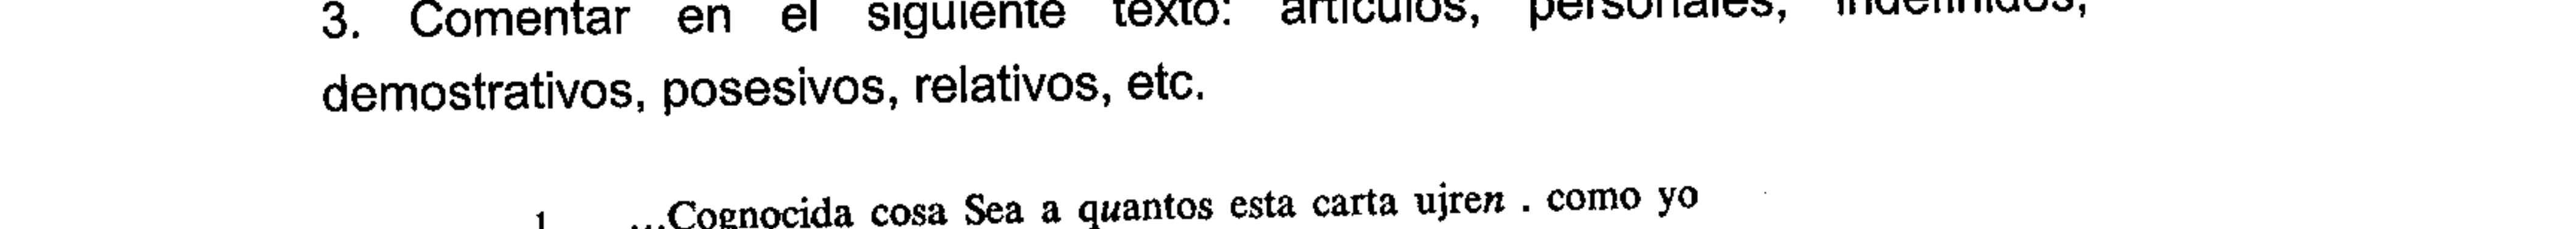 3. Comentar en el siguiente texto: artículos, personales, indefinidos,
demostrativos, posesivos, relativos, etc.
1 ...Cognocida cosa Sea a quantos esta carta ujren . como yo